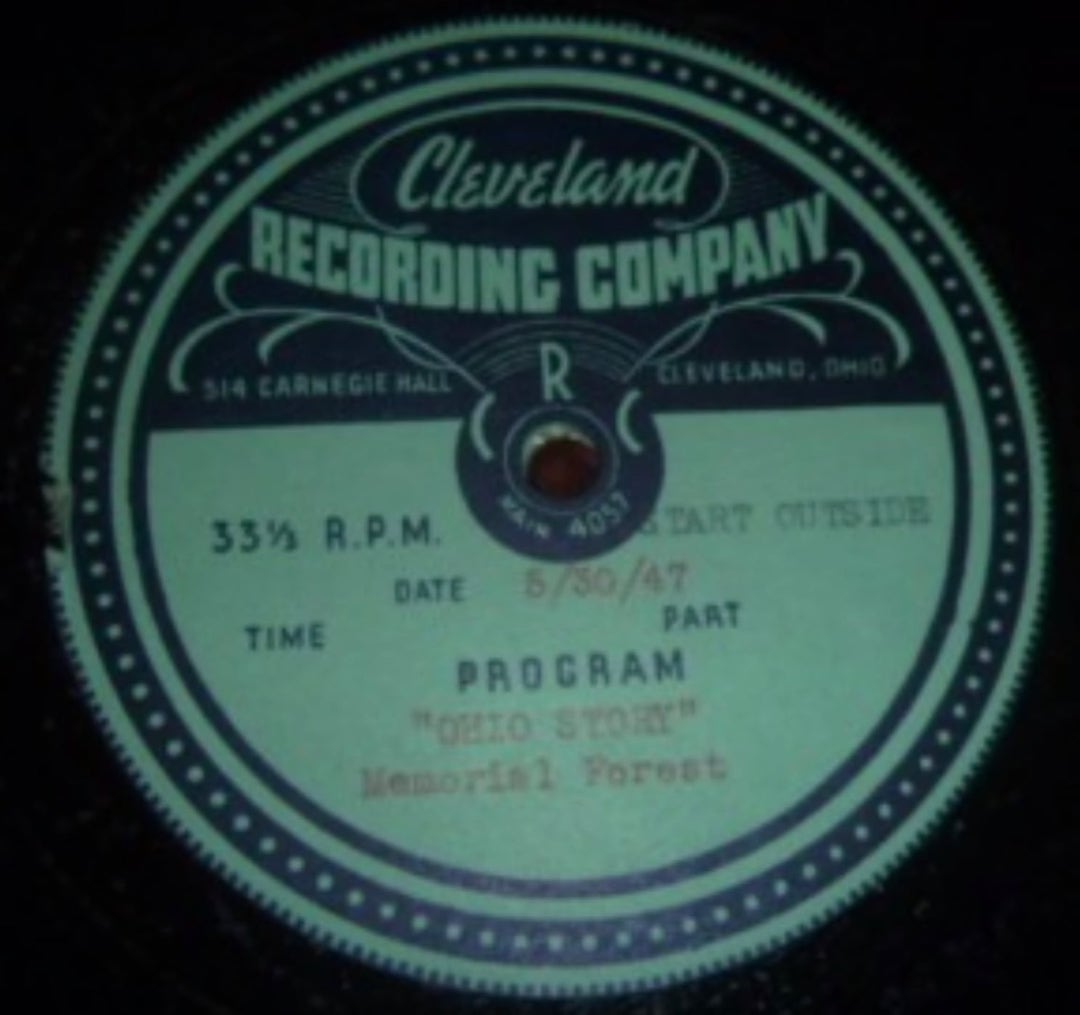 Cleveland
RECORDING COMPANY
514 CARNEGIE HALL
CLEVELAND, OHIO
R
MAIN 4057
33⅓ R.P.M.
START OUTSIDE
DATE 5/30/47
TIME
PART
PROGRAM
"OHIO STORY"
Memorial Forest